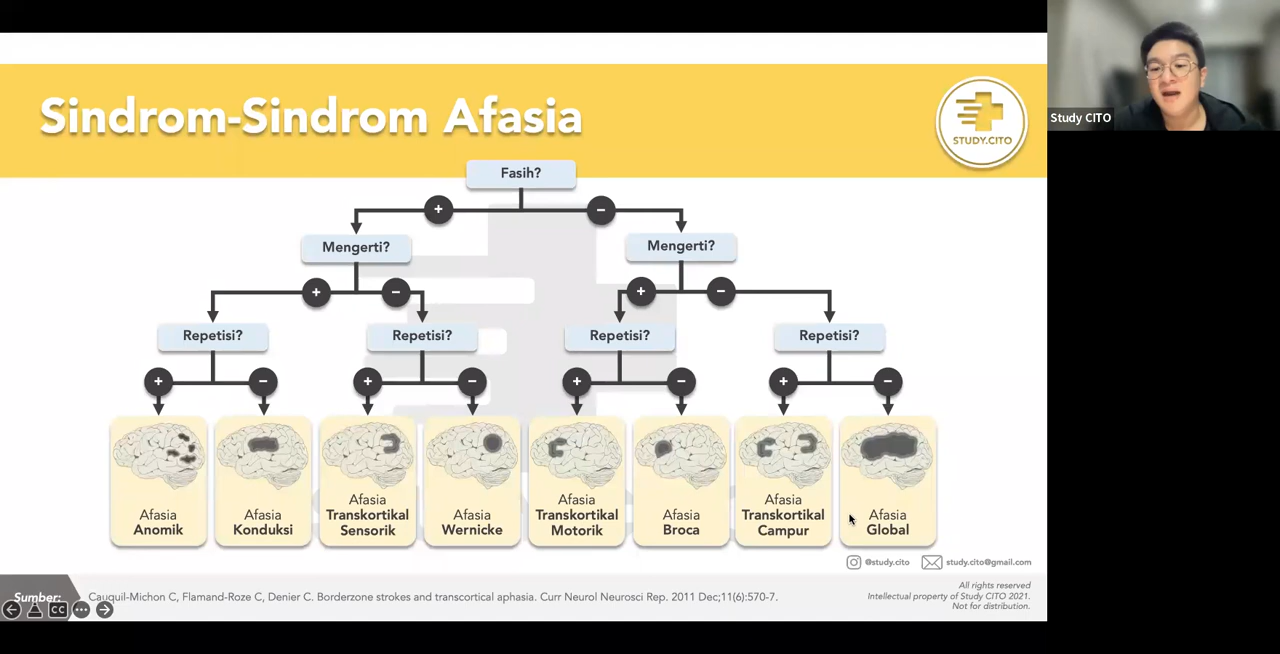 Sindrom-Sindrom Afasia
STUDY.CITO
Study CITO
Fasih?
+
−
Mengerti?
Mengerti?
+
−
+
−
Repetisi?
Repetisi?
Repetisi?
Repetisi?
+
−
+
−
+
−
+
−
Afasia
Anomik
Afasia
Konduksi
Afasia
Transkortikal
Sensorik
Afasia
Wernicke
Afasia
Transkortikal
Motorik
Afasia
Broca
Afasia
Transkortikal
Campur
Afasia
Global
@study.cito
study.cito@gmail.com
Sumber:
Cauquil-Michon C, Flamand-Roze C, Denier C. Borderzone strokes and transcortical aphasia. Curr Neurol Neurosci Rep. 2011 Dec;11(6):570-7.
All rights reserved
Intellectual property of Study CITO 2021.
Not for distribution.
CC